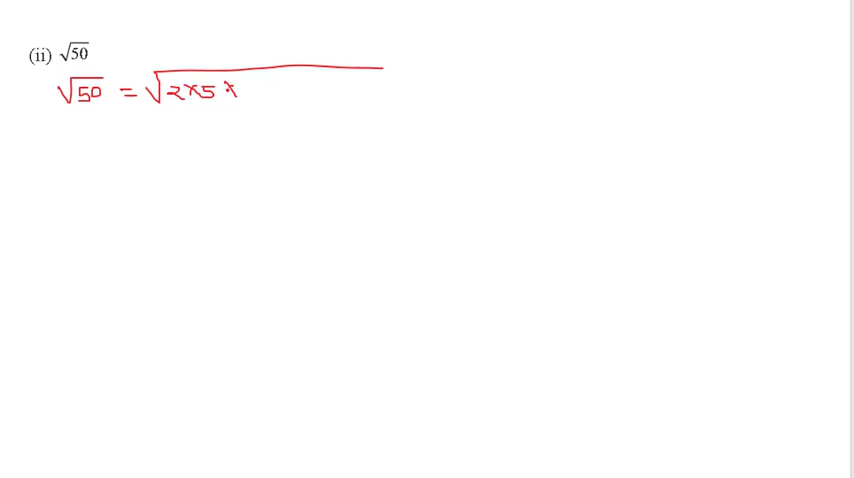 (ii) √50
√50 = √2×5×